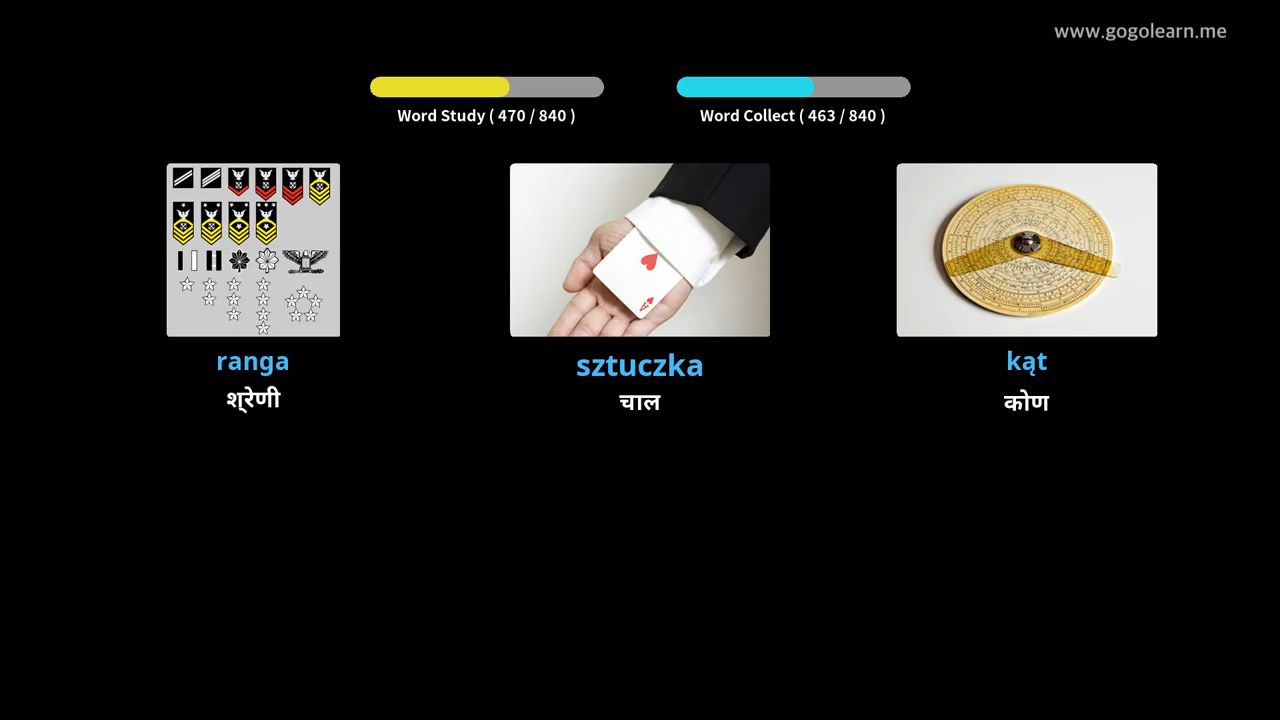 www.gogolearn.me
Word Study ( 470 / 840 )
Word Collect ( 463 / 840 )
ranga
sztuczka
kąt
श्रेणी
चाल
कोण